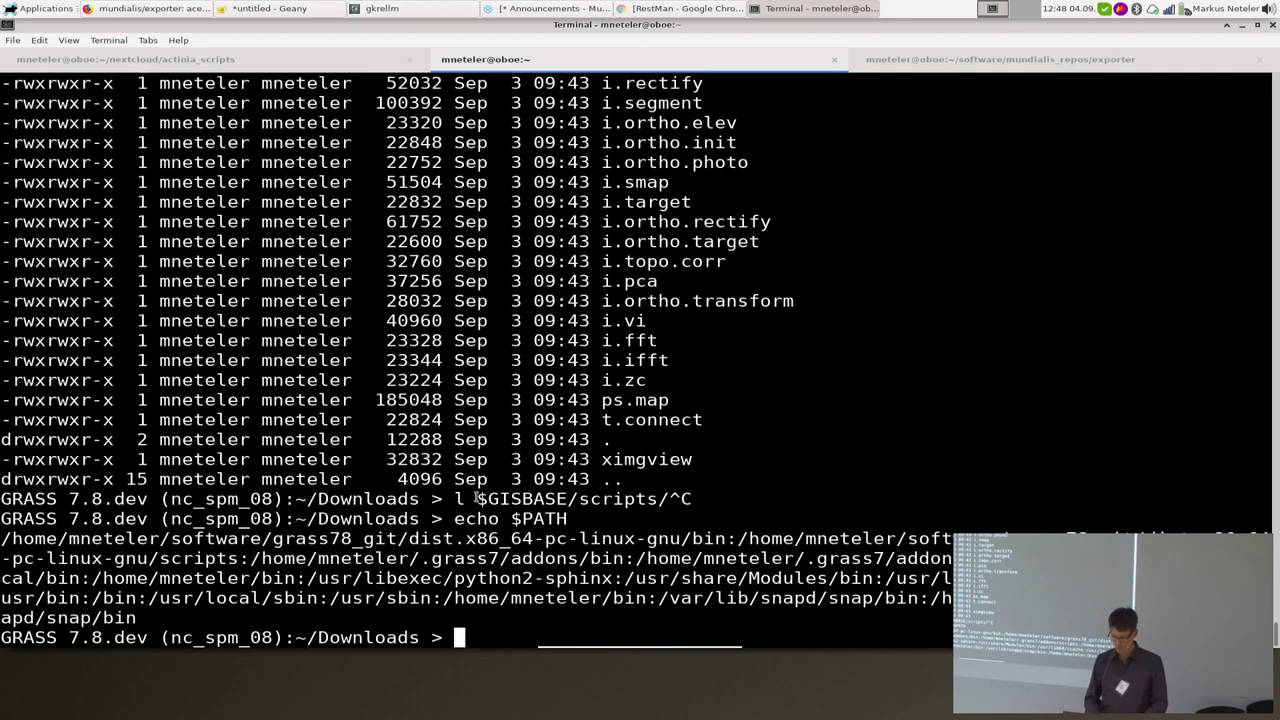 Applications
mundialis/exporter: ace...
*untitled - Geany
gkrellm
[* Announcements - Mu...
[RestMan - Google Chro...
Terminal - mneteler@ob...
12:48 04.09.
Markus Neteler
Terminal - mneteler@oboe:~
File Edit View Terminal Tabs Help
mneteler@oboe:~/nextcloud/actinia_scripts
mneteler@oboe:~
mneteler@oboe:~/software/mundialis_repos/exporter
-rwxrwxr-x 1 mneteler mneteler 52032 Sep 3 09:43 i.rectify
-rwxrwxr-x 1 mneteler mneteler 100392 Sep 3 09:43 i.segment
-rwxrwxr-x 1 mneteler mneteler 23320 Sep 3 09:43 i.ortho.elev
-rwxrwxr-x 1 mneteler mneteler 22848 Sep 3 09:43 i.ortho.init
-rwxrwxr-x 1 mneteler mneteler 22752 Sep 3 09:43 i.ortho.photo
-rwxrwxr-x 1 mneteler mneteler 51504 Sep 3 09:43 i.smap
-rwxrwxr-x 1 mneteler mneteler 22832 Sep 3 09:43 i.target
-rwxrwxr-x 1 mneteler mneteler 61752 Sep 3 09:43 i.ortho.rectify
-rwxrwxr-x 1 mneteler mneteler 22600 Sep 3 09:43 i.ortho.target
-rwxrwxr-x 1 mneteler mneteler 32760 Sep 3 09:43 i.topo.corr
-rwxrwxr-x 1 mneteler mneteler 37256 Sep 3 09:43 i.pca
-rwxrwxr-x 1 mneteler mneteler 28032 Sep 3 09:43 i.ortho.transform
-rwxrwxr-x 1 mneteler mneteler 40960 Sep 3 09:43 i.vi
-rwxrwxr-x 1 mneteler mneteler 23328 Sep 3 09:43 i.fft
-rwxrwxr-x 1 mneteler mneteler 23344 Sep 3 09:43 i.ifft
-rwxrwxr-x 1 mneteler mneteler 23224 Sep 3 09:43 i.zc
-rwxrwxr-x 1 mneteler mneteler 185048 Sep 3 09:43 ps.map
-rwxrwxr-x 1 mneteler mneteler 22824 Sep 3 09:43 t.connect
drwxrwxr-x 2 mneteler mneteler 12288 Sep 3 09:43 .
-rwxrwxr-x 1 mneteler mneteler 32832 Sep 3 09:43 ximgview
drwxrwxr-x 15 mneteler mneteler 4096 Sep 3 09:43 ..
GRASS 7.8.dev (nc_spm_08):~/Downloads > l $GISBASE/scripts/^C
GRASS 7.8.dev (nc_spm_08):~/Downloads > echo $PATH
/home/mneteler/software/grass78_git/dist.x86_64-pc-linux-gnu/bin:/home/mneteler/soft
-pc-linux-gnu/scripts:/home/mneteler/.grass7/addons/bin:/home/mneteler/.grass7/addon
cal/bin:/home/mneteler/bin:/usr/libexec/python2-sphinx:/usr/share/Modules/bin:/usr/l
usr/bin:/usr/local/sbin:/usr/sbin:/home/mneteler/bin:/var/lib/snapd/snap/bin:/h
apd/snap/bin
GRASS 7.8.dev (nc_spm_08):~/Downloads >